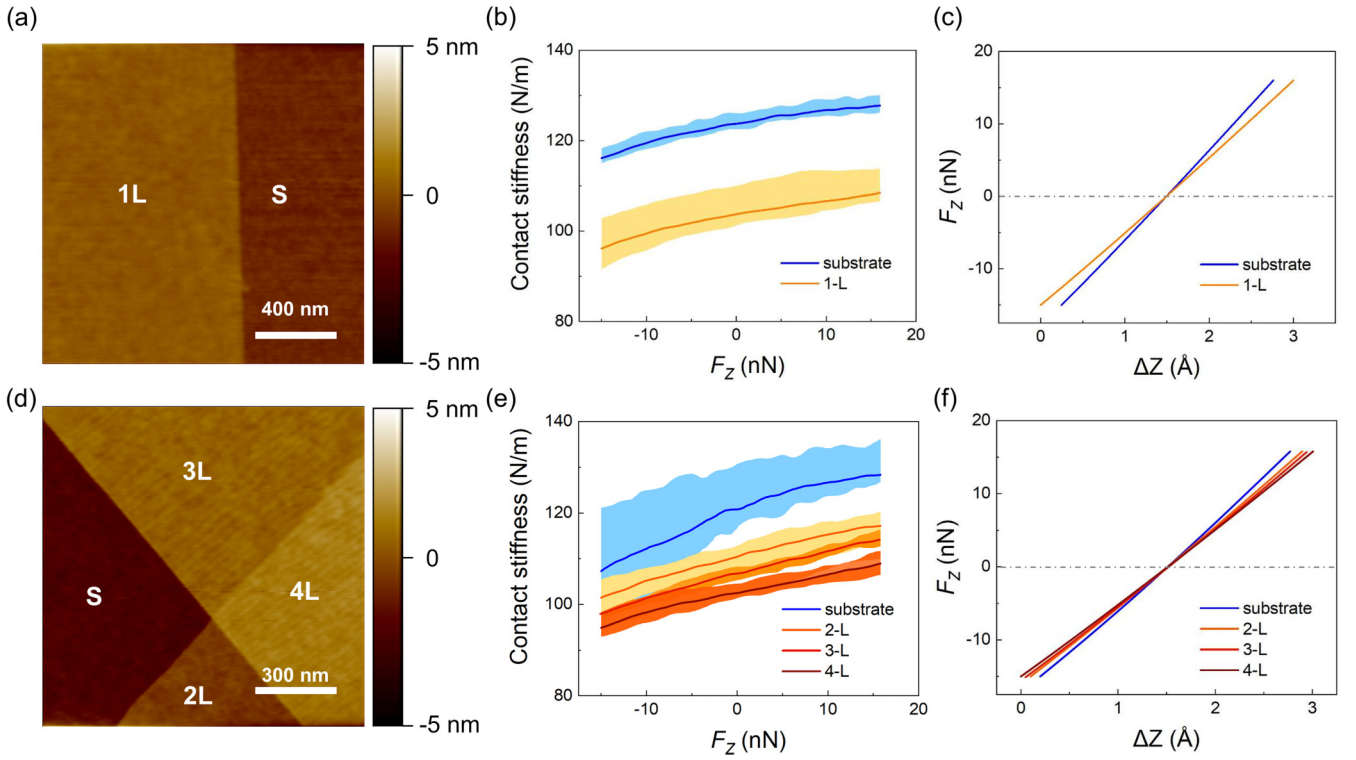 (a)
1L
S
400 nm
5 nm
0
-5 nm
(b)
Contact stiffness (N/m)
140
120
100
80
-10
0
10
20
F_Z (nN)
substrate
1-L
(c)
F_Z (nN)
20
10
0
-10
0
1
2
3
ΔZ (Å)
substrate
1-L
(d)
3L
S
4L
2L
300 nm
5 nm
0
-5 nm
(e)
Contact stiffness (N/m)
140
120
100
80
-10
0
10
20
F_Z (nN)
substrate
2-L
3-L
4-L
(f)
F_Z (nN)
20
10
0
-10
0
1
2
3
ΔZ (Å)
substrate
2-L
3-L
4-L